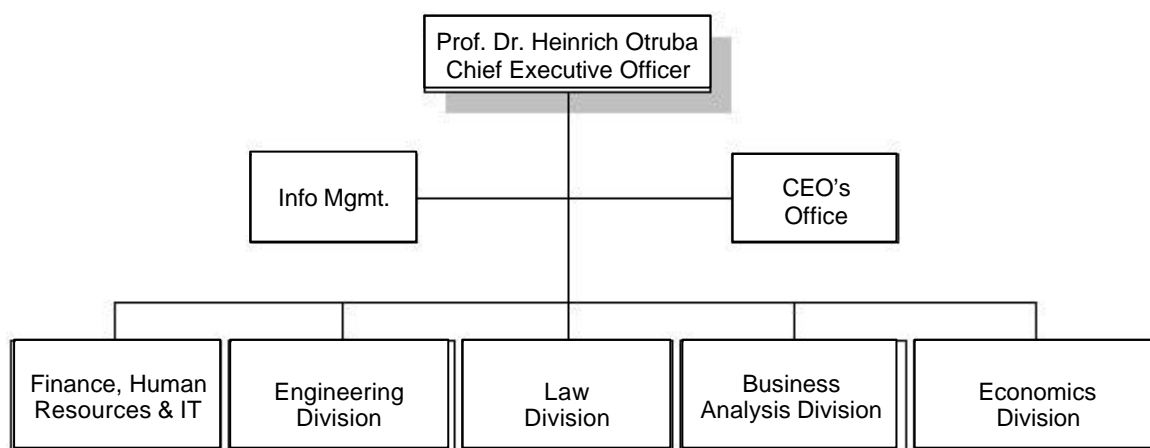 Prof. Dr. Heinrich Otruba
Chief Executive Officer
Info Mgmt.
CEO's
Office
Finance, Human
Resources & IT
Engineering
Division
Law
Division
Business
Analysis Division
Economics
Division